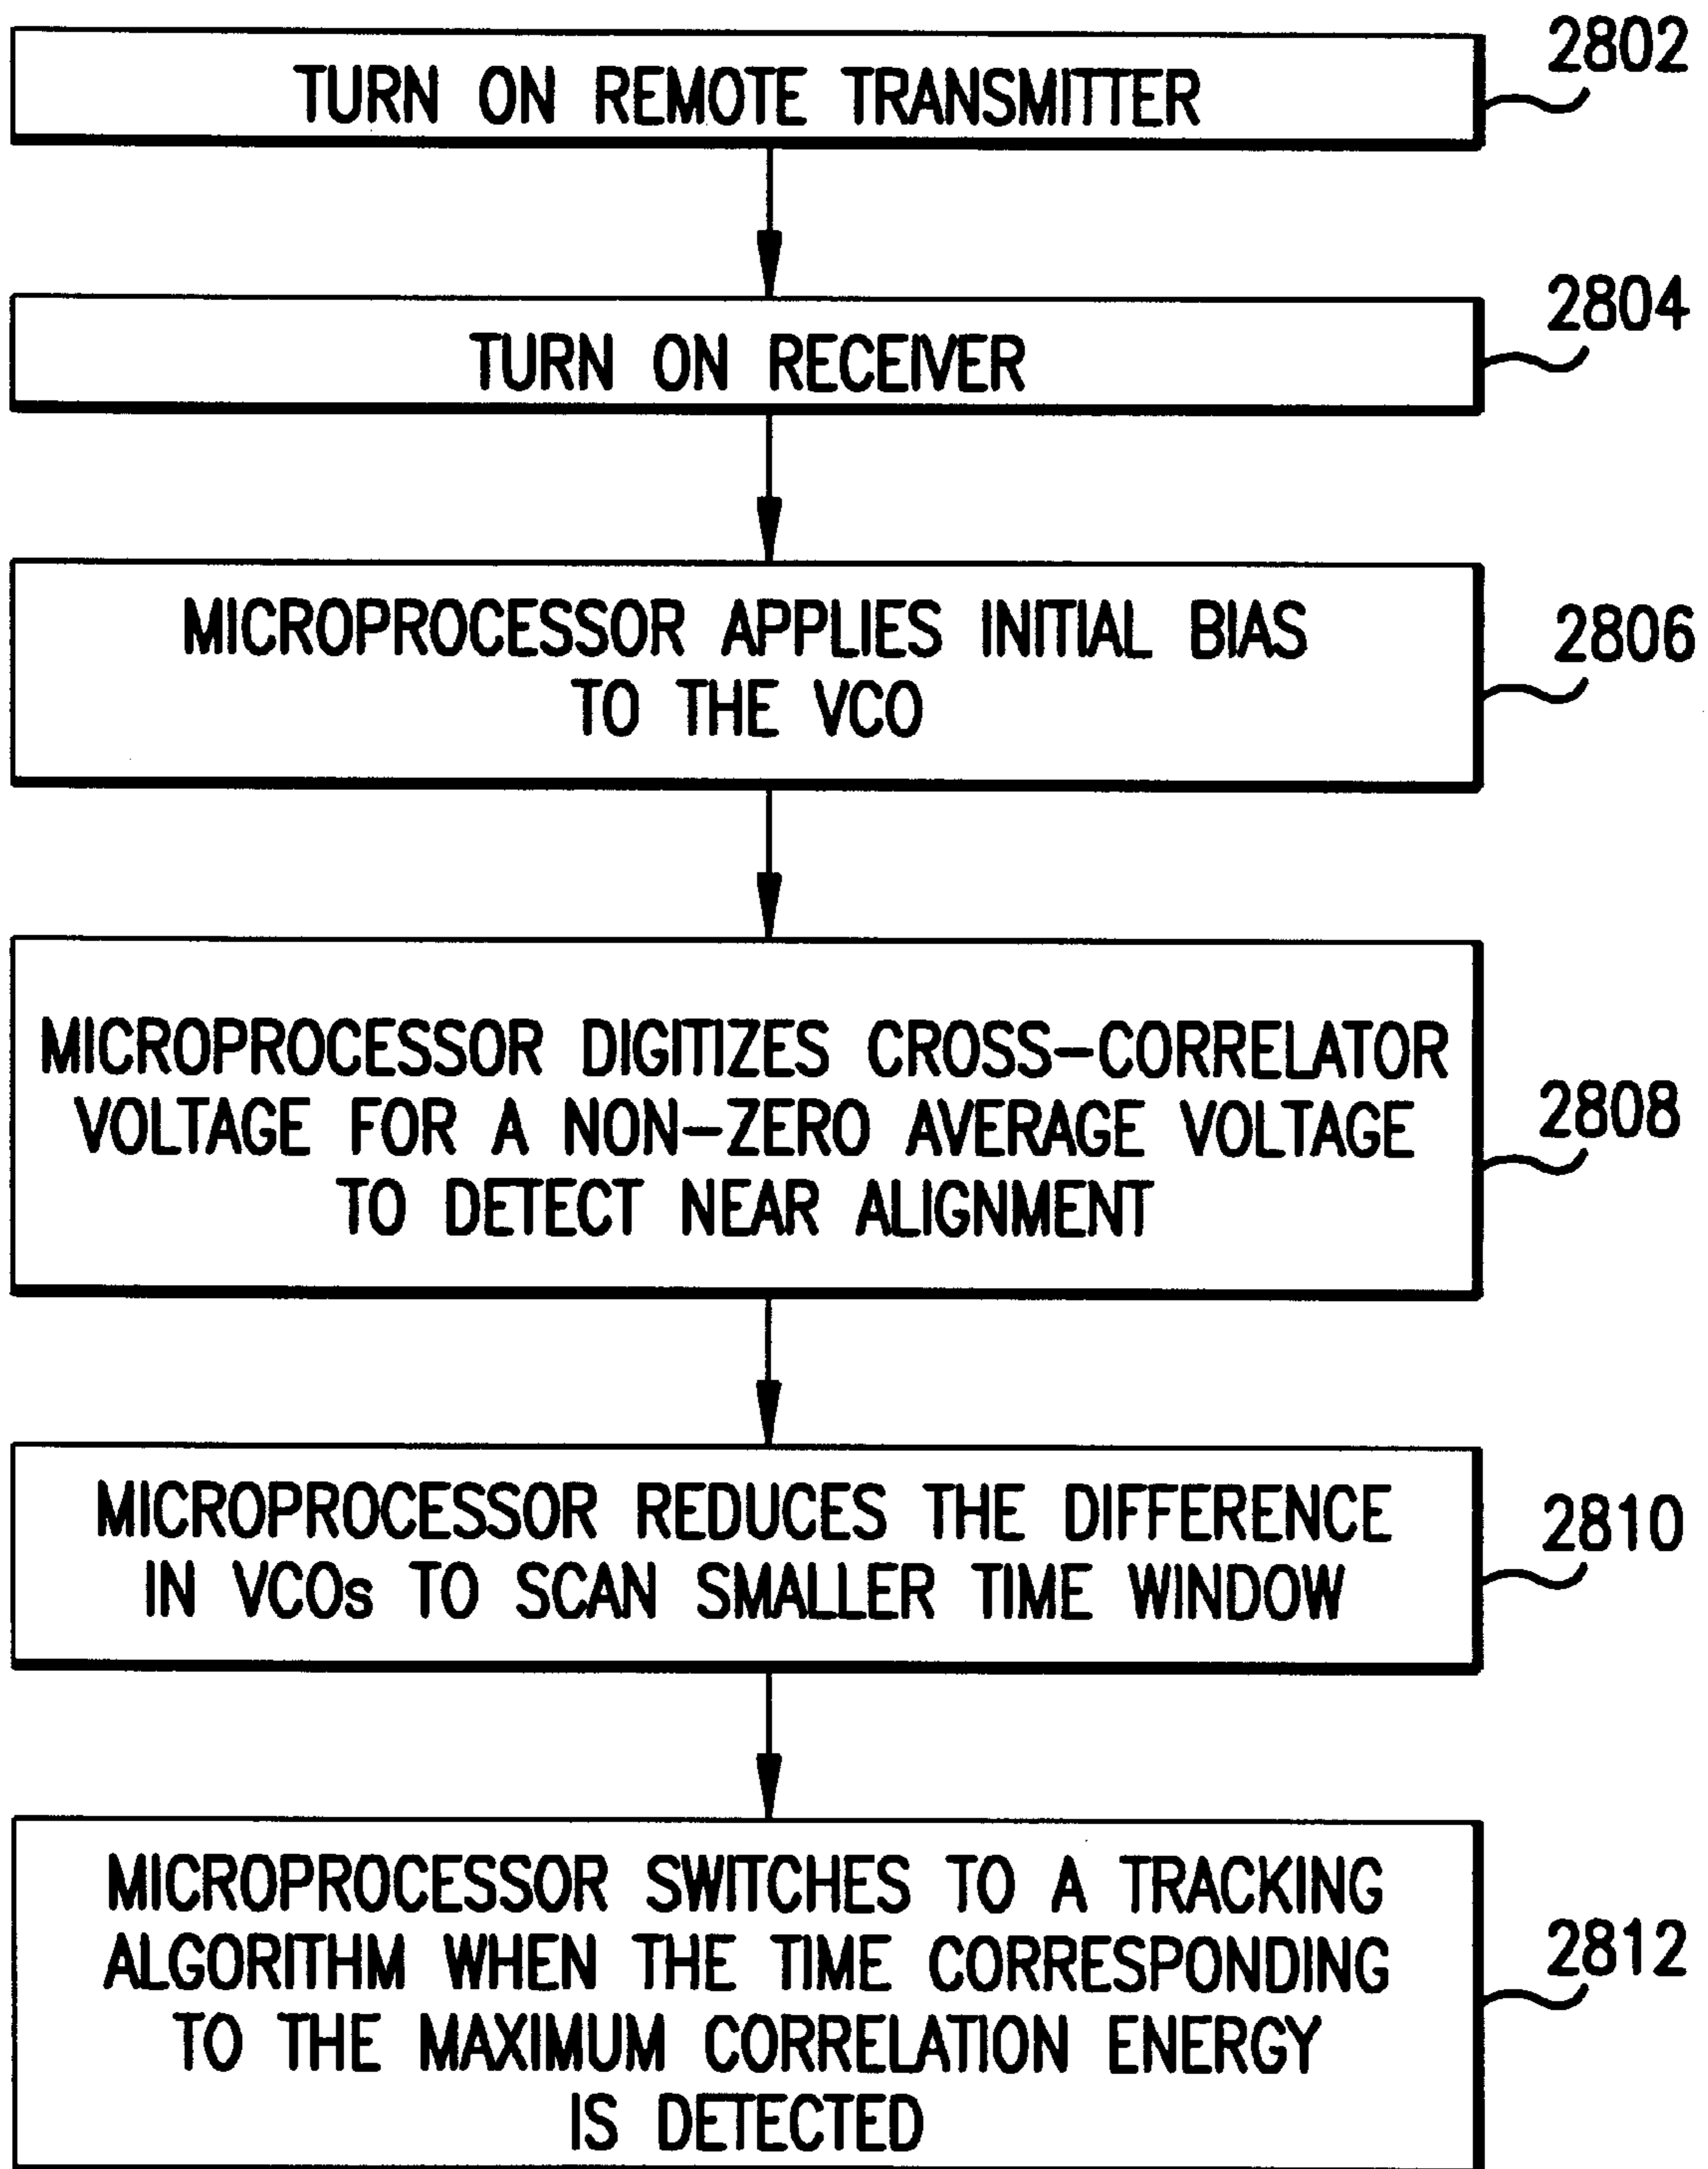 2802
TURN ON REMOTE TRANSMITTER
2804
TURN ON RECEIVER
MICROPROCESSOR APPLIES INITIAL BIAS
TO THE VCO
2806
MICROPROCESSOR DIGITIZES CROSS-CORRELATOR
VOLTAGE FOR A NON-ZERO AVERAGE VOLTAGE
TO DETECT NEAR ALIGNMENT
2808
MICROPROCESSOR REDUCES THE DIFFERENCE
IN VCOs TO SCAN SMALLER TIME WINDOW
2810
MICROPROCESSOR SWITCHES TO A TRACKING
ALGORITHM WHEN THE TIME CORRESPONDING
TO THE MAXIMUM CORRELATION ENERGY
IS DETECTED
2812